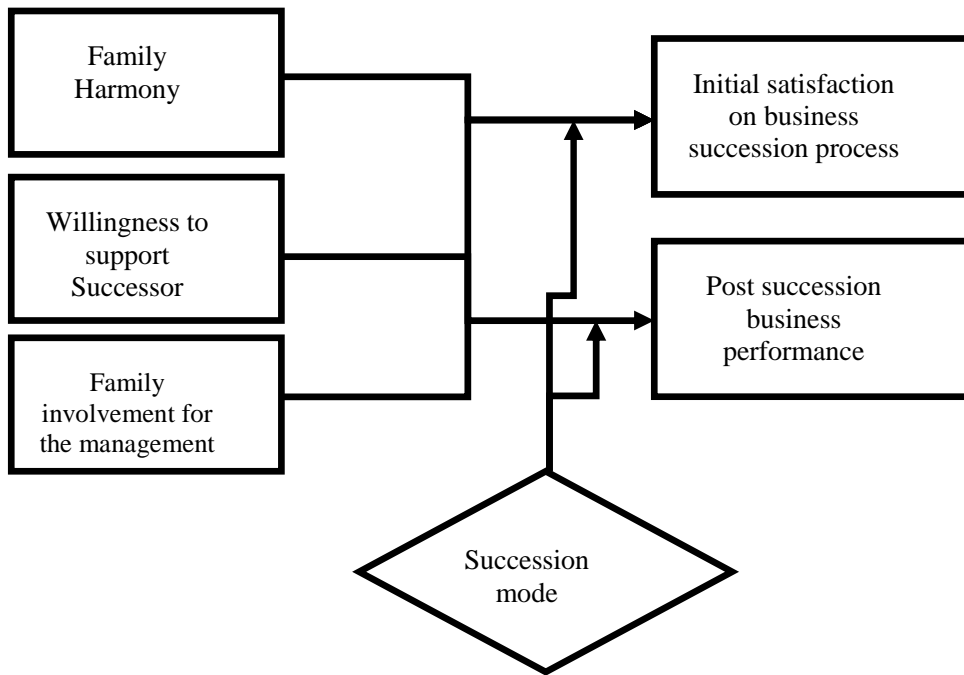 Family
Harmony
Initial satisfaction
on business
succession process
Willingness to
support
Successor
Post succession
business
performance
Family
involvement for
the management
Succession
mode